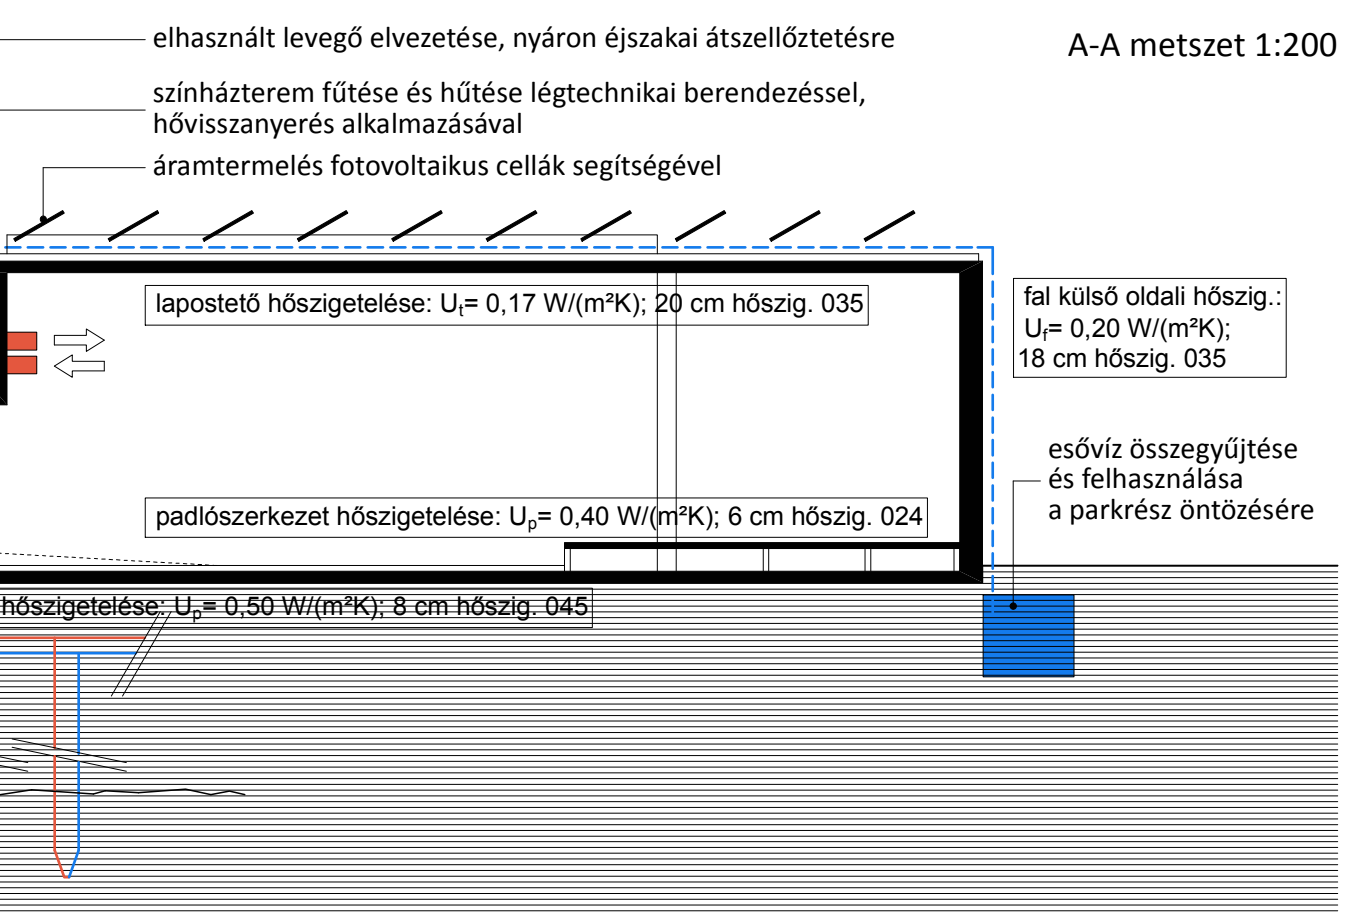 elhasznált levegő elvezetése, nyáron éjszakai átszellőztetésre
A-A metszet 1:200
színházterem fűtése és hűtése légtechnikai berendezéssel,
hővisszanyerés alkalmazásával
áramtermelés fotovoltaikus cellák segítségével
lapostető hőszigetelése: Uₜ= 0,17 W/(m²K); 20 cm hőszig. 035
fal külső oldali hőszig.:
U_f= 0,20 W/(m²K);
18 cm hőszig. 035
esővíz összegyűjtése
és felhasználása
a parkrész öntözésére
padlószerkezet hőszigetelése: Uₚ= 0,40 W/(m²K); 6 cm hőszig. 024
hőszigetelése: Uₚ= 0,50 W/(m²K); 8 cm hőszig. 045